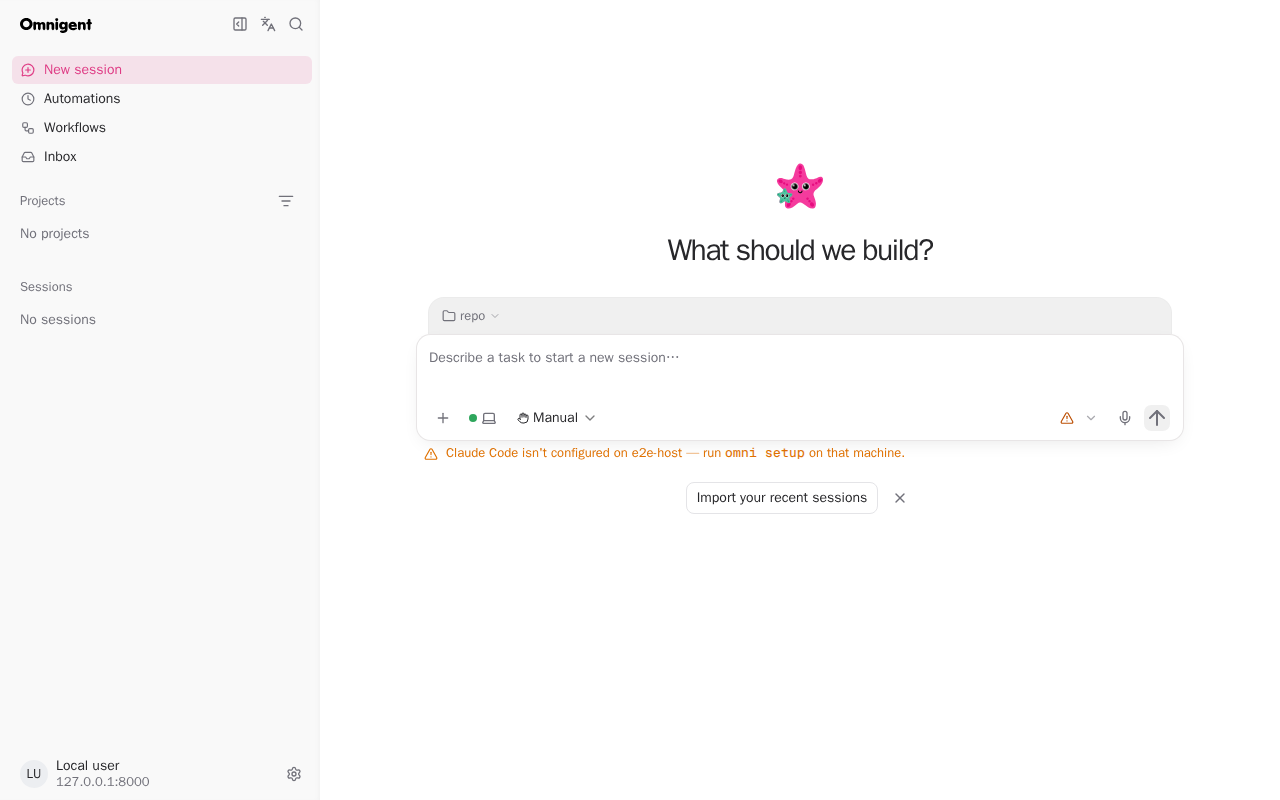 Omnigent
New session
Automations
Workflows
Inbox
Projects
No projects
Sessions
No sessions
LU
Local user
127.0.0.1:8000
What should we build?
repo
Describe a task to start a new session…
Manual
Claude Code isn't configured on e2e-host — run omni setup on that machine.
Import your recent sessions